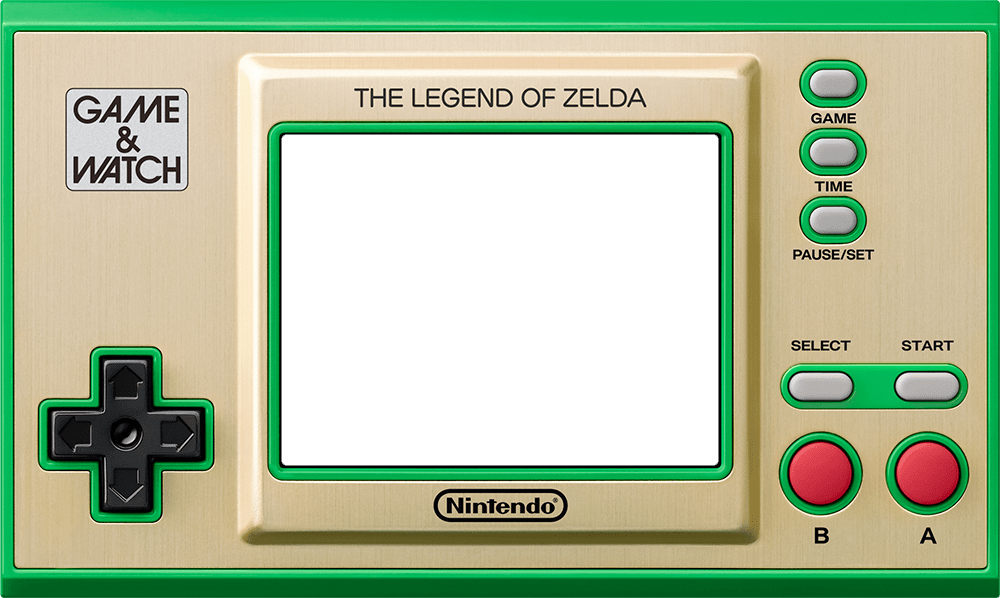 THE LEGEND OF ZELDA
GAME
&
WATCH
GAME
TIME
PAUSE/SET
SELECT
START
Nintendo®
B
A